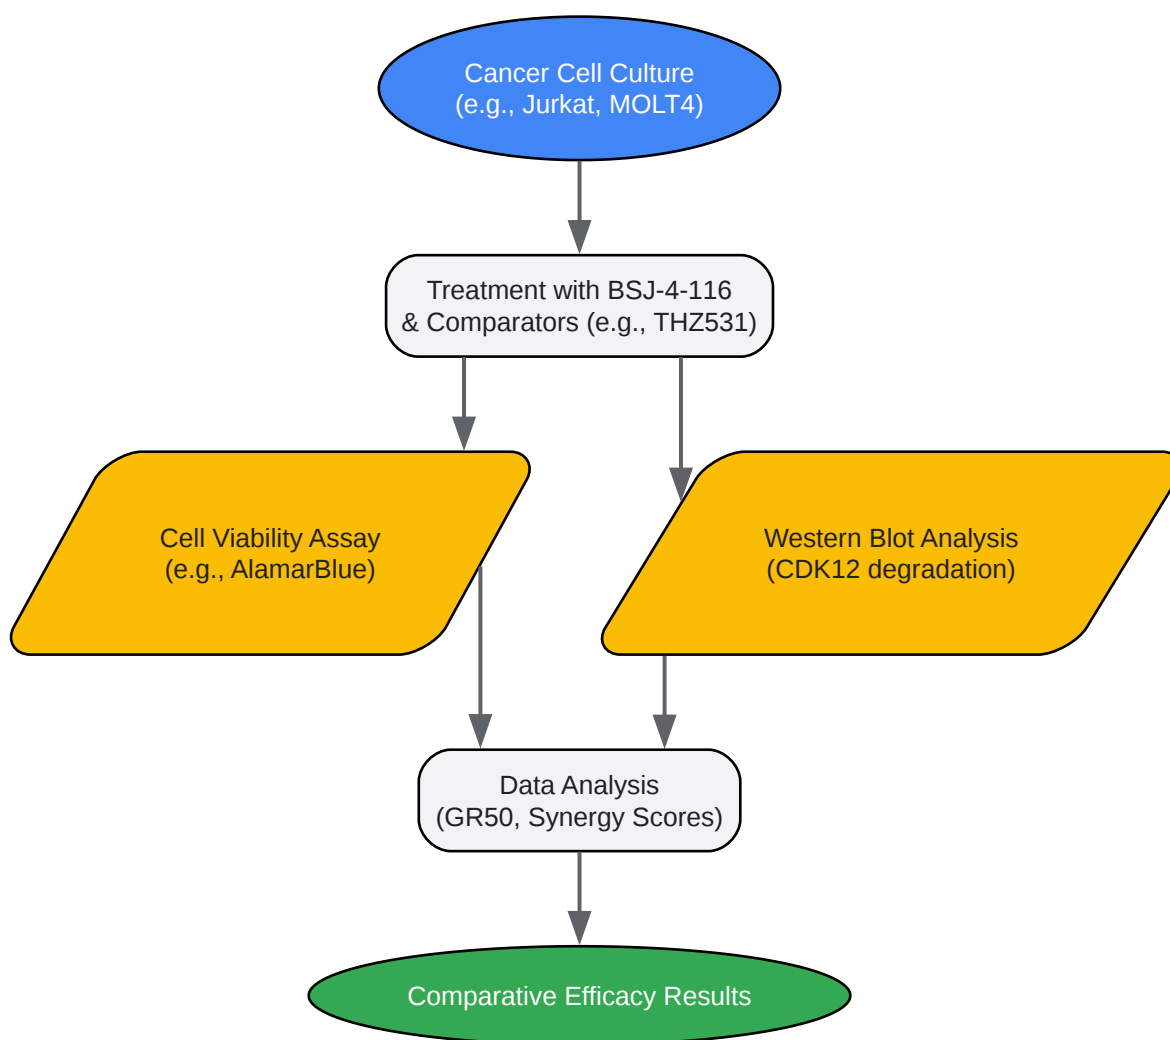 Cancer Cell Culture
(e.g., Jurkat, MOLT4)
Treatment with BSJ-4-116
& Comparators (e.g., THZ531)
Cell Viability Assay
(e.g., AlamarBlue)
Western Blot Analysis
(CDK12 degradation)
Data Analysis
(GR50, Synergy Scores)
Comparative Efficacy Results